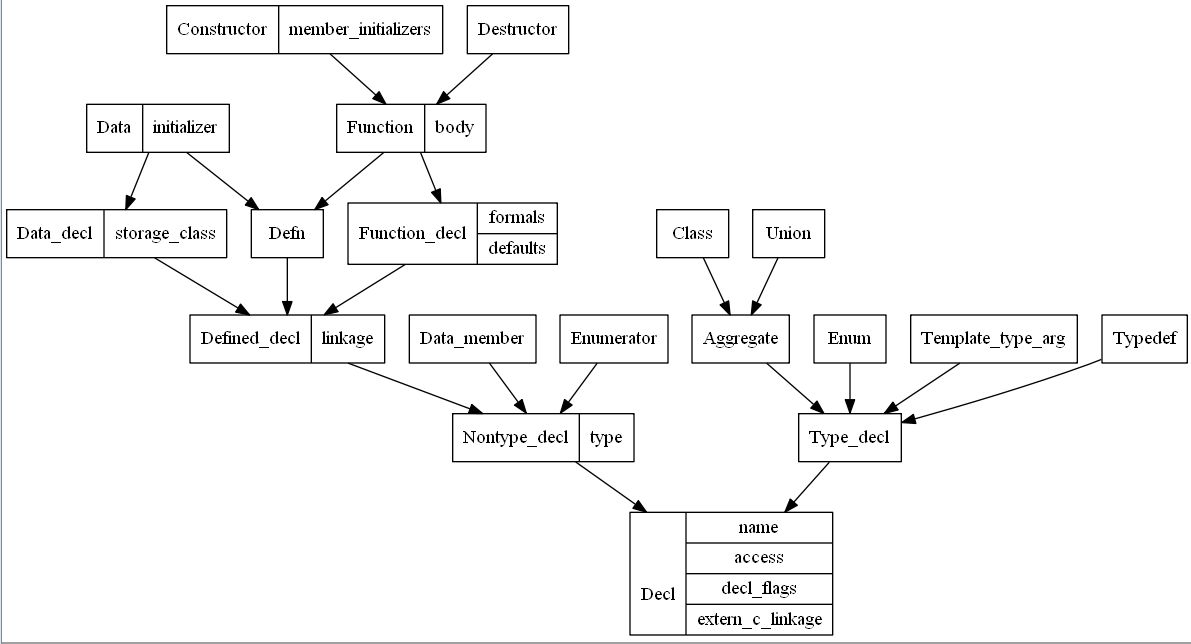 Constructor member_initializers Destructor
Data initializer Function body
formals
Data_decl storage_class Defn Function_decl Class Union
defaults
Defined_decl linkage Data_member Enumerator Aggregate Enum Template_type_arg Typedef
Nontype_decl type Type_decl
name
access
decl_flags
Decl
extern_c_linkage